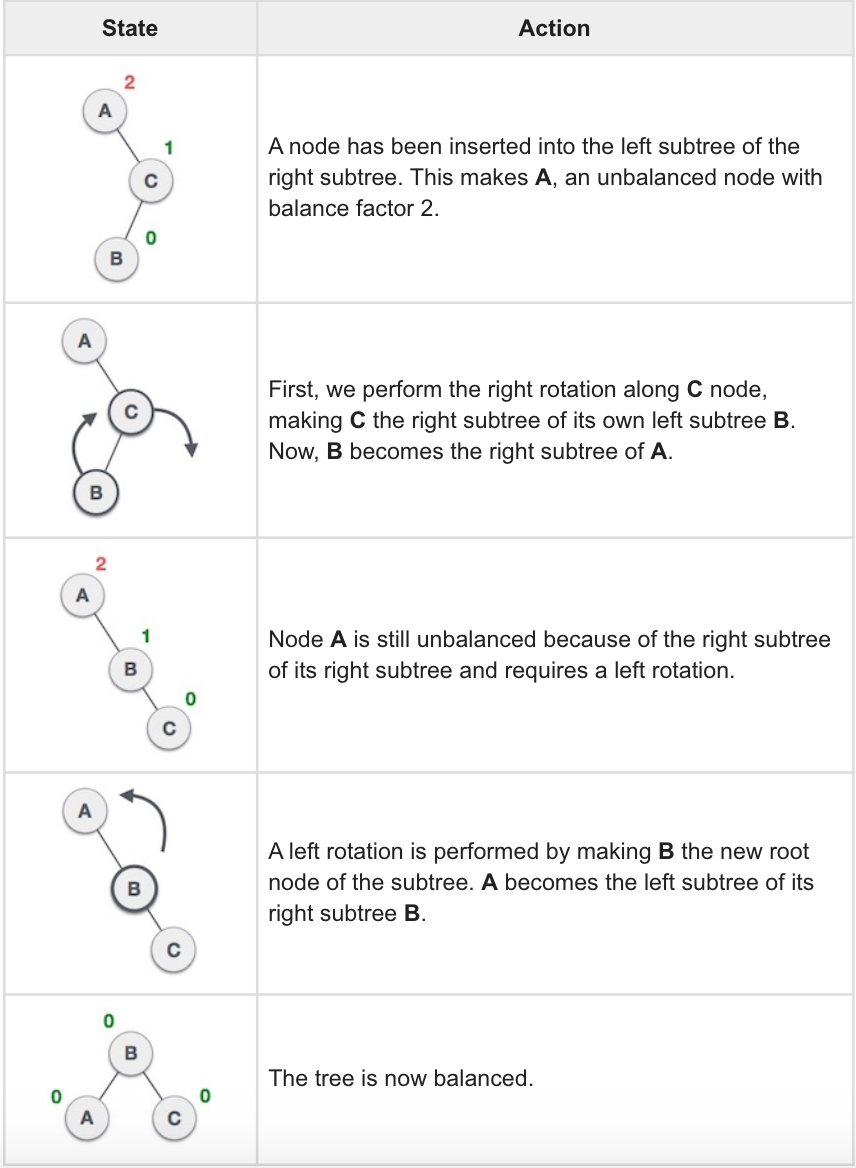 State
Action
2
A
1
C
0
B
A node has been inserted into the left subtree of the
right subtree. This makes A, an unbalanced node with
balance factor 2.
A
C
B
First, we perform the right rotation along C node,
making C the right subtree of its own left subtree B.
Now, B becomes the right subtree of A.
2
A
1
B
0
C
Node A is still unbalanced because of the right subtree
of its right subtree and requires a left rotation.
A
B
C
A left rotation is performed by making B the new root
node of the subtree. A becomes the left subtree of its
right subtree B.
0
B
0
0
A
C
The tree is now balanced.